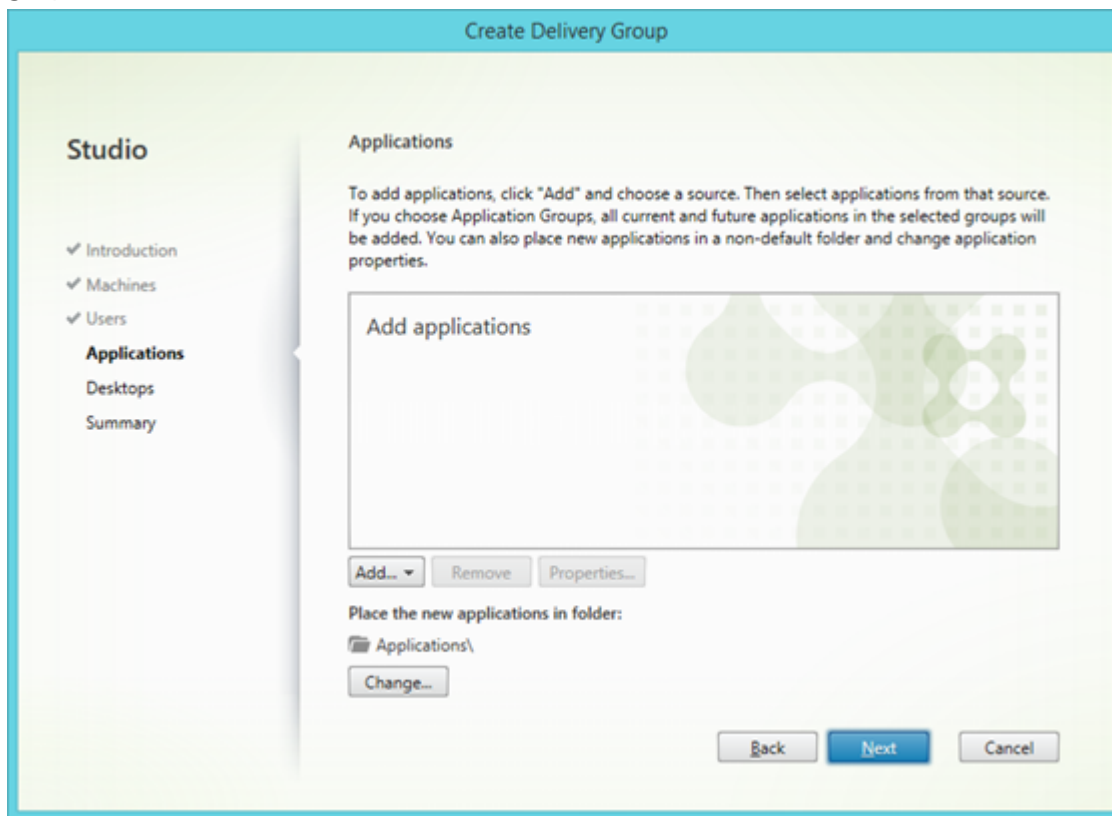 Create Delivery Group
Studio
✔ Introduction
✔ Machines
✔ Users
Applications
Desktops
Summary
Applications
To add applications, click "Add" and choose a source. Then select applications from that source.
If you choose Application Groups, all current and future applications in the selected groups will
be added. You can also place new applications in a non-default folder and change application
properties.
Add applications
Add...
Remove
Properties...
Place the new applications in folder:
Applications\
Change...
Back
Next
Cancel